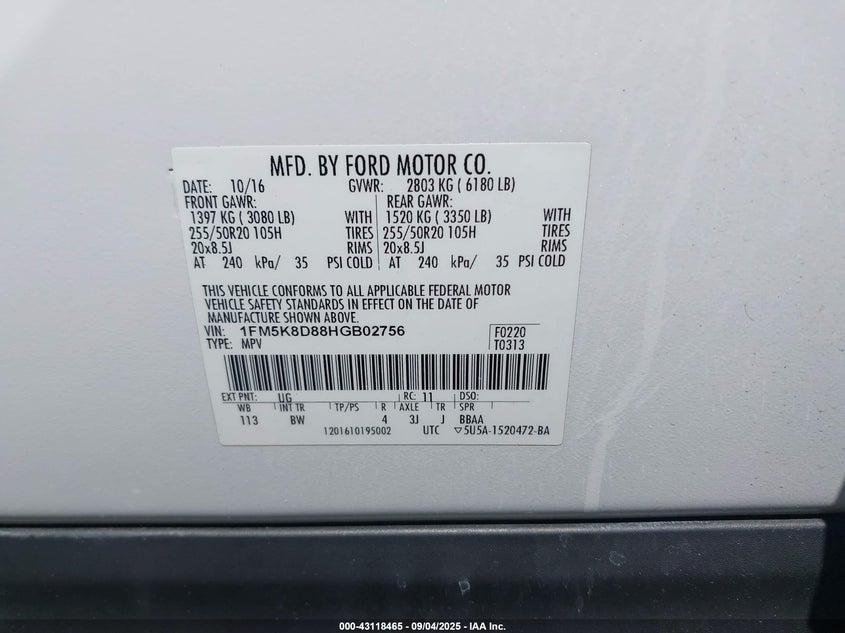 MFD. BY FORD MOTOR CO.
DATE: 10/16 GVWR: 2803 KG ( 6180 LB)
FRONT GAWR: REAR GAWR:
1397 KG ( 3080 LB) WITH 1520 KG ( 3350 LB) WITH
255/50R20 105H TIRES 255/50R20 105H TIRES
20x8.5J RIMS 20x8.5J RIMS
AT 240 kPa/ 35 PSI COLD AT 240 kPa/ 35 PSI COLD
THIS VEHICLE CONFORMS TO ALL APPLICABLE FEDERAL MOTOR
VEHICLE SAFETY STANDARDS IN EFFECT ON THE DATE OF
MANUFACTURE SHOWN ABOVE.
VIN: 1FM5K8D88HGB02756 F0220
TYPE: MPV T0313
EXT PNT: UG RC: 11 DSO:
WB INT TR TP/PS R AXLE TR SPR
113 BW 4 3J J BBAA
1201610195002 UTC ▽5U5A-1520472-BA
000-43118465 - 09/04/2025 - IAA Inc.